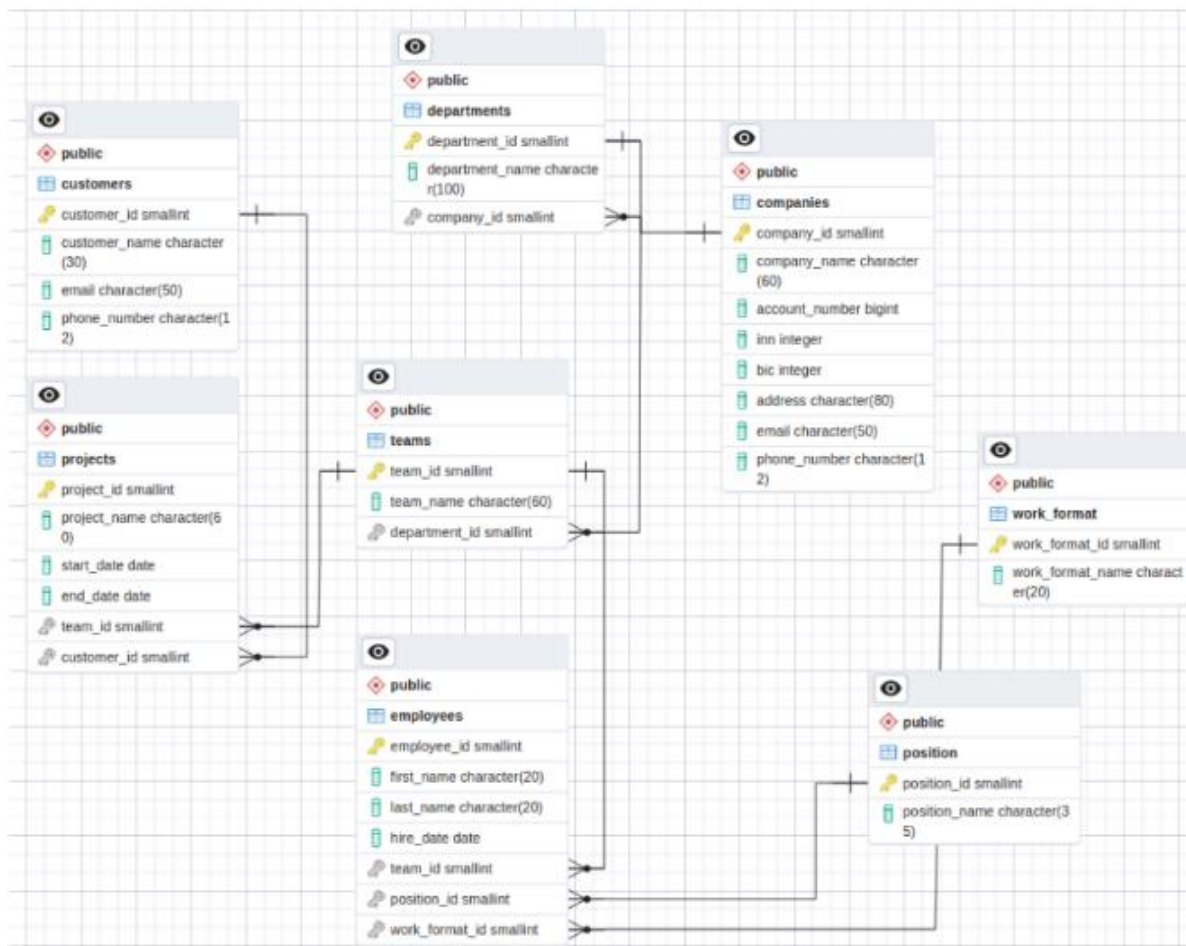 public
departments
department_id smallint
department_name characte
r(100)
company_id smallint
public
customers
customer_id smallint
customer_name character
(30)
email character(50)
phone_number character(1
2)
public
companies
company_id smallint
company_name character
(60)
account_number bigint
inn integer
bic integer
address character(80)
email character(50)
phone_number character(1
2)
public
projects
project_id smallint
project_name character(6
0)
start_date date
end_date date
team_id smallint
customer_id smallint
public
teams
team_id smallint
team_name character(60)
department_id smallint
public
work_format
work_format_id smallint
work_format_name charact
er(20)
public
employees
employee_id smallint
first_name character(20)
last_name character(20)
hire_date date
team_id smallint
position_id smallint
work_format_id smallint
public
position
position_id smallint
position_name character(3
5)